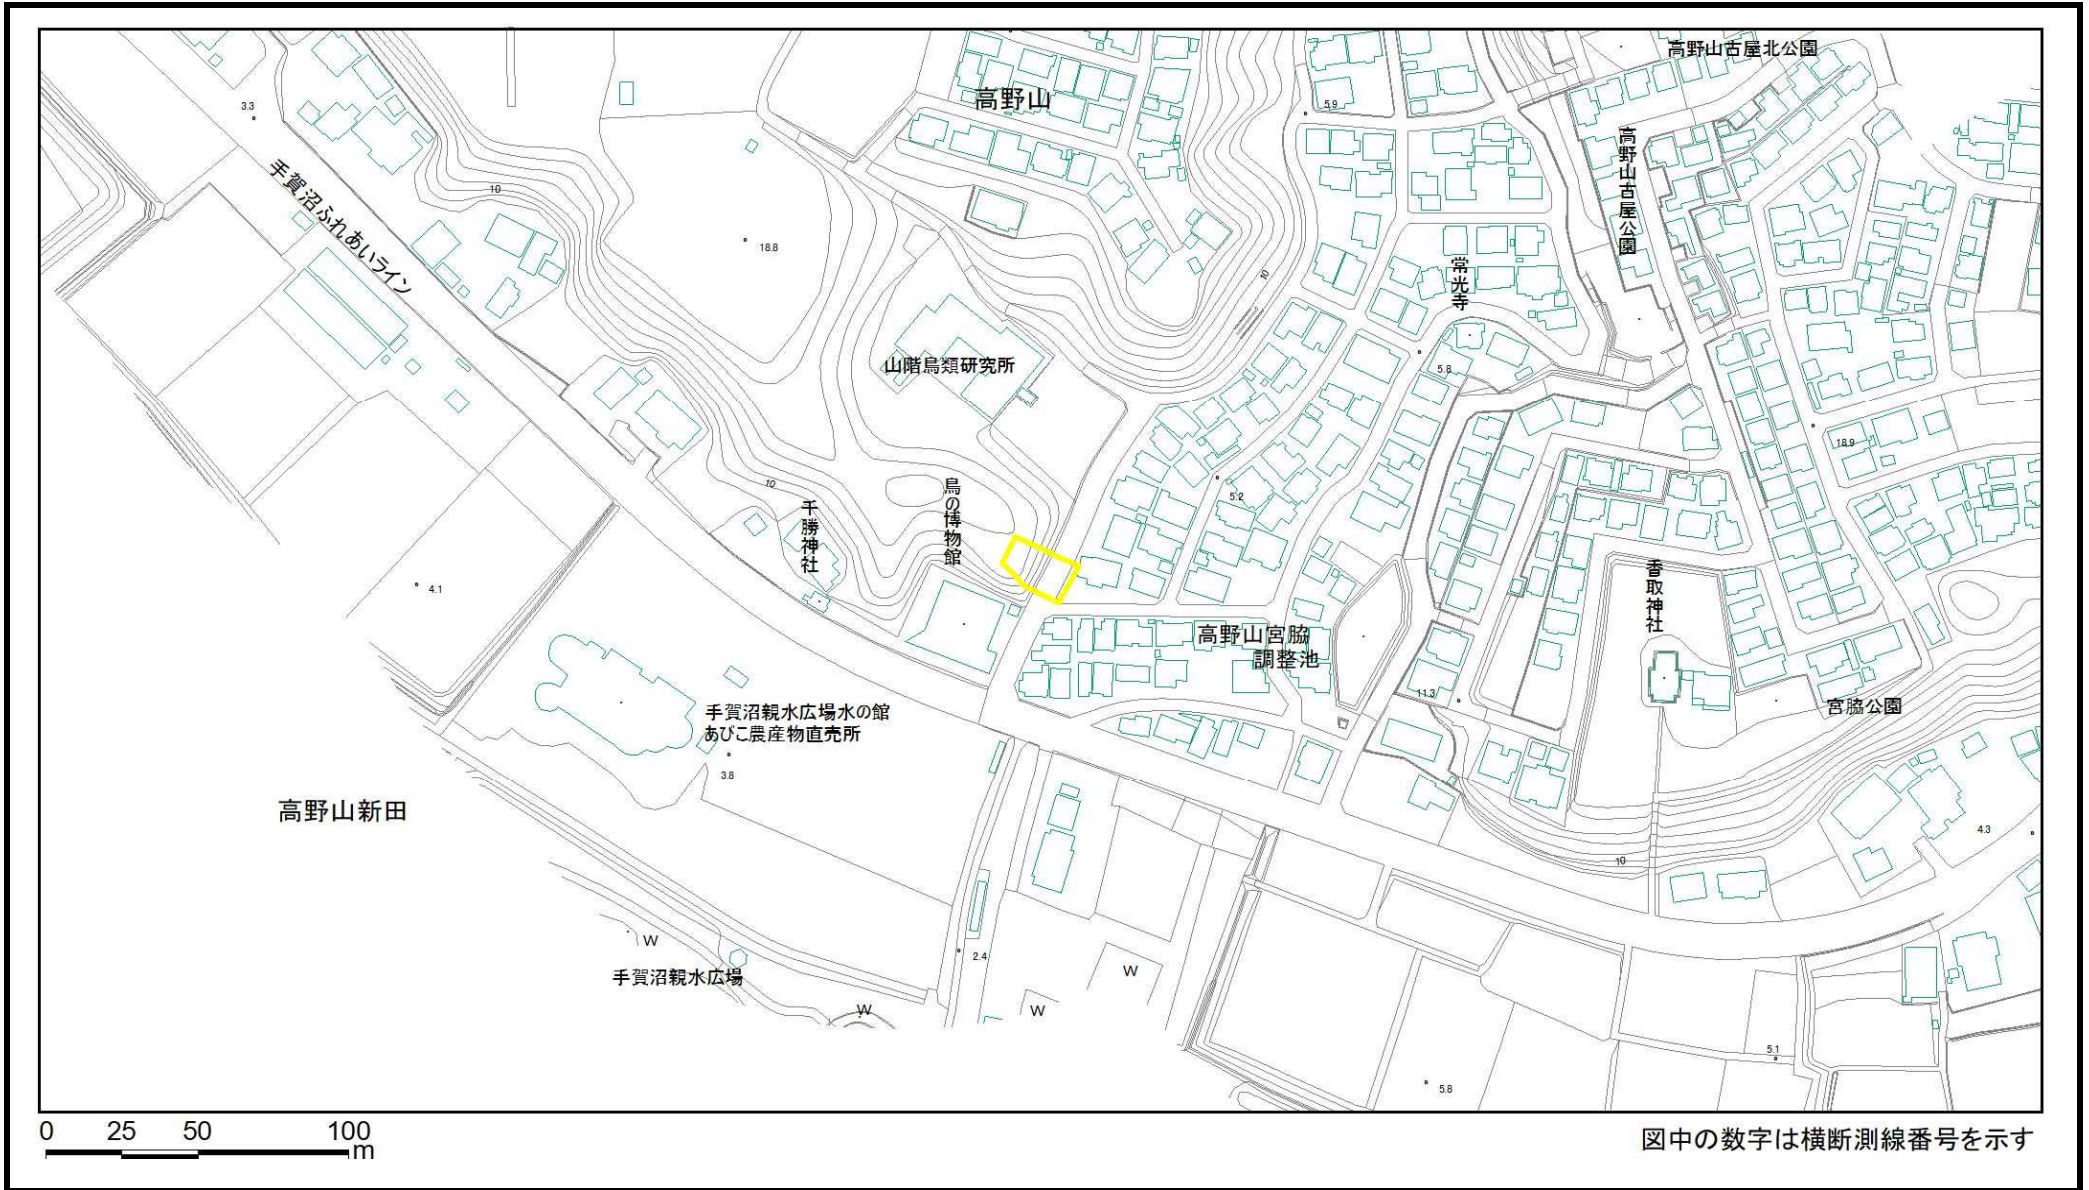 高野山古屋北公園
高野山
5.9
3.3
高野山古屋公園
手賀沼ふれあいライン
10
18.8
常光寺
10
山階鳥類研究所
5.8
18.9
鳥の博物館
10
5.2
千勝神社
香取神社
4.1
高野山宮脇
調整池
11.3
宮脇公園
手賀沼親水広場水の館
あびこ農産物直売所
3.8
高野山新田
4.3
10
W
2.4
手賀沼親水広場
W
W
W
5.1
5.8
0 25 50 100
m
図中の数字は横断測線番号を示す